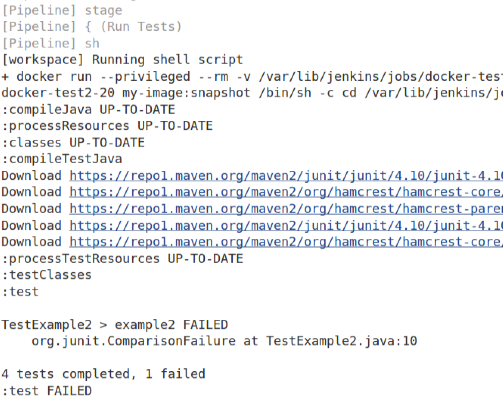 [Pipeline] stage
[Pipeline] { (Run Tests)
[Pipeline] sh
[workspace] Running shell script
+ docker run --privileged --rm -v /var/lib/jenkins/jobs/docker-tes
docker-test2-20 my-image:snapshot /bin/sh -c cd /var/lib/jenkins/j
:compileJava UP-TO-DATE
:processResources UP-TO-DATE
:classes UP-TO-DATE
:compileTestJava
Download https://repo1.maven.org/maven2/junit/junit/4.10/junit-4.1
Download https://repo1.maven.org/maven2/org/hamcrest/hamcrest-core/
Download https://repo1.maven.org/maven2/org/hamcrest/hamcrest-pare
Download https://repo1.maven.org/maven2/junit/junit/4.10/junit-4.1
Download https://repo1.maven.org/maven2/org/hamcrest/hamcrest-core/
:processTestResources UP-TO-DATE
:testClasses
:test
TestExample2 > example2 FAILED
org.junit.ComparisonFailure at TestExample2.java:10
4 tests completed, 1 failed
:test FAILED